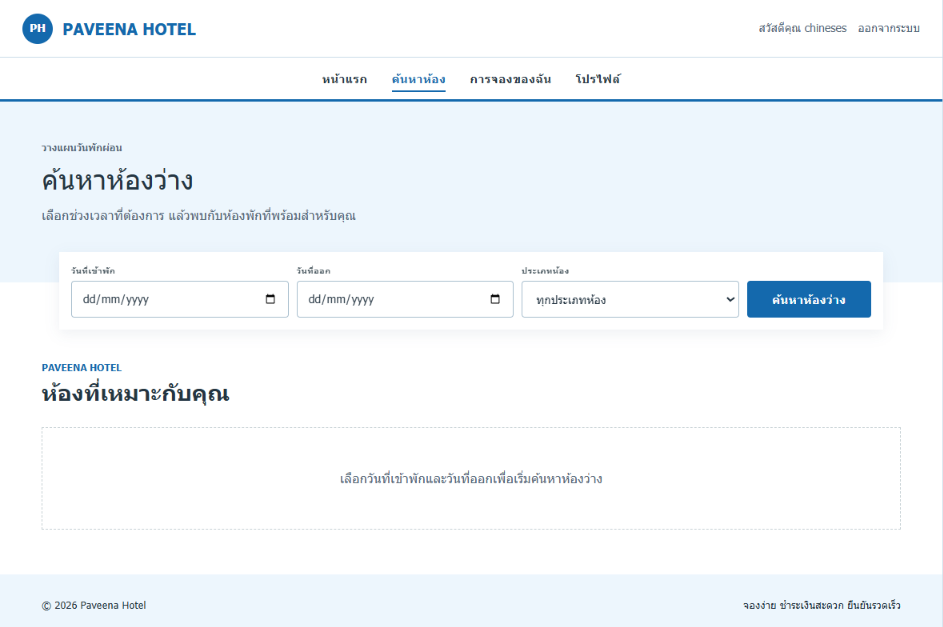 PH PAVEENA HOTEL
สวัสดีคุณ chineses ออกจากระบบ
หน้าแรก ค้นหาห้อง การจองของฉัน โปรไฟล์
วางแผนวันพักผ่อน
ค้นหาห้องว่าง
เลือกช่วงเวลาที่ต้องการ แล้วพบกับห้องพักที่พร้อมสำหรับคุณ
วันที่เข้าพัก วันที่ออก ประเภทห้อง
dd/mm/yyyy dd/mm/yyyy ทุกประเภทห้อง ค้นหาห้องว่าง
PAVEENA HOTEL
ห้องที่เหมาะกับคุณ
เลือกวันที่เข้าพักและวันที่ออกเพื่อเริ่มค้นหาห้องว่าง
© 2026 Paveena Hotel
จองง่าย ชำระเงินสะดวก ยืนยันรวดเร็ว